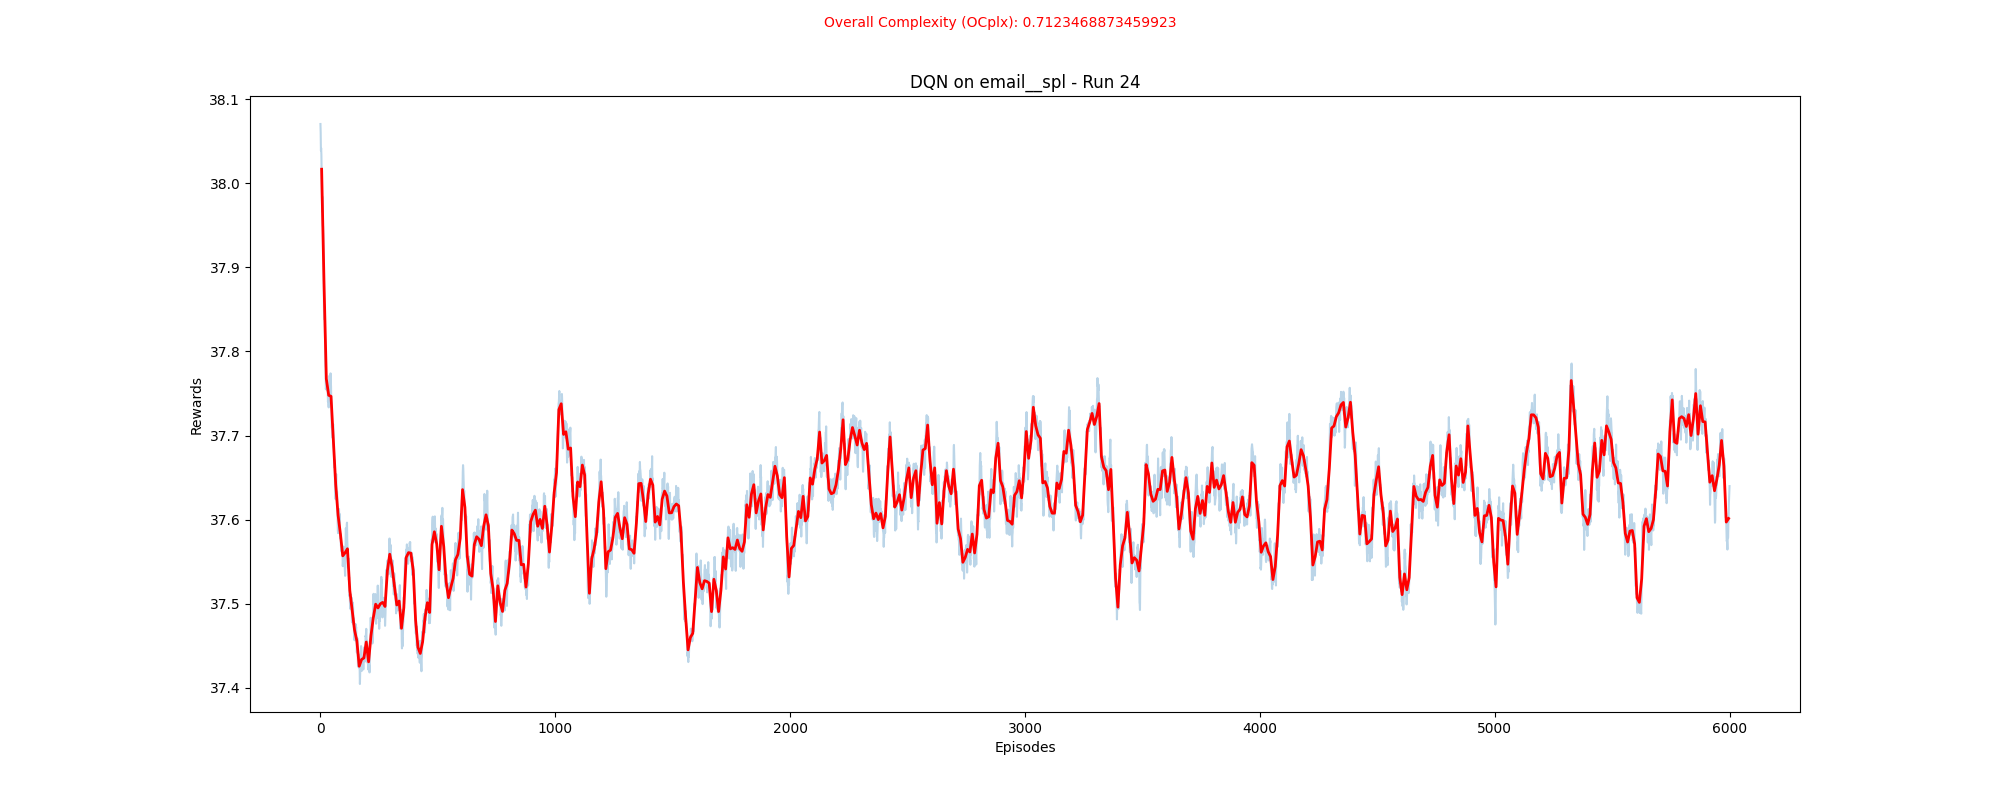 Overall Complexity (OCplx): 0.7123468873459923
DQN on email__spl - Run 24
38.1
38.0
37.9
37.8
37.7
37.6
37.5
37.4
Rewards
0 1000 2000 3000 4000 5000 6000
Episodes